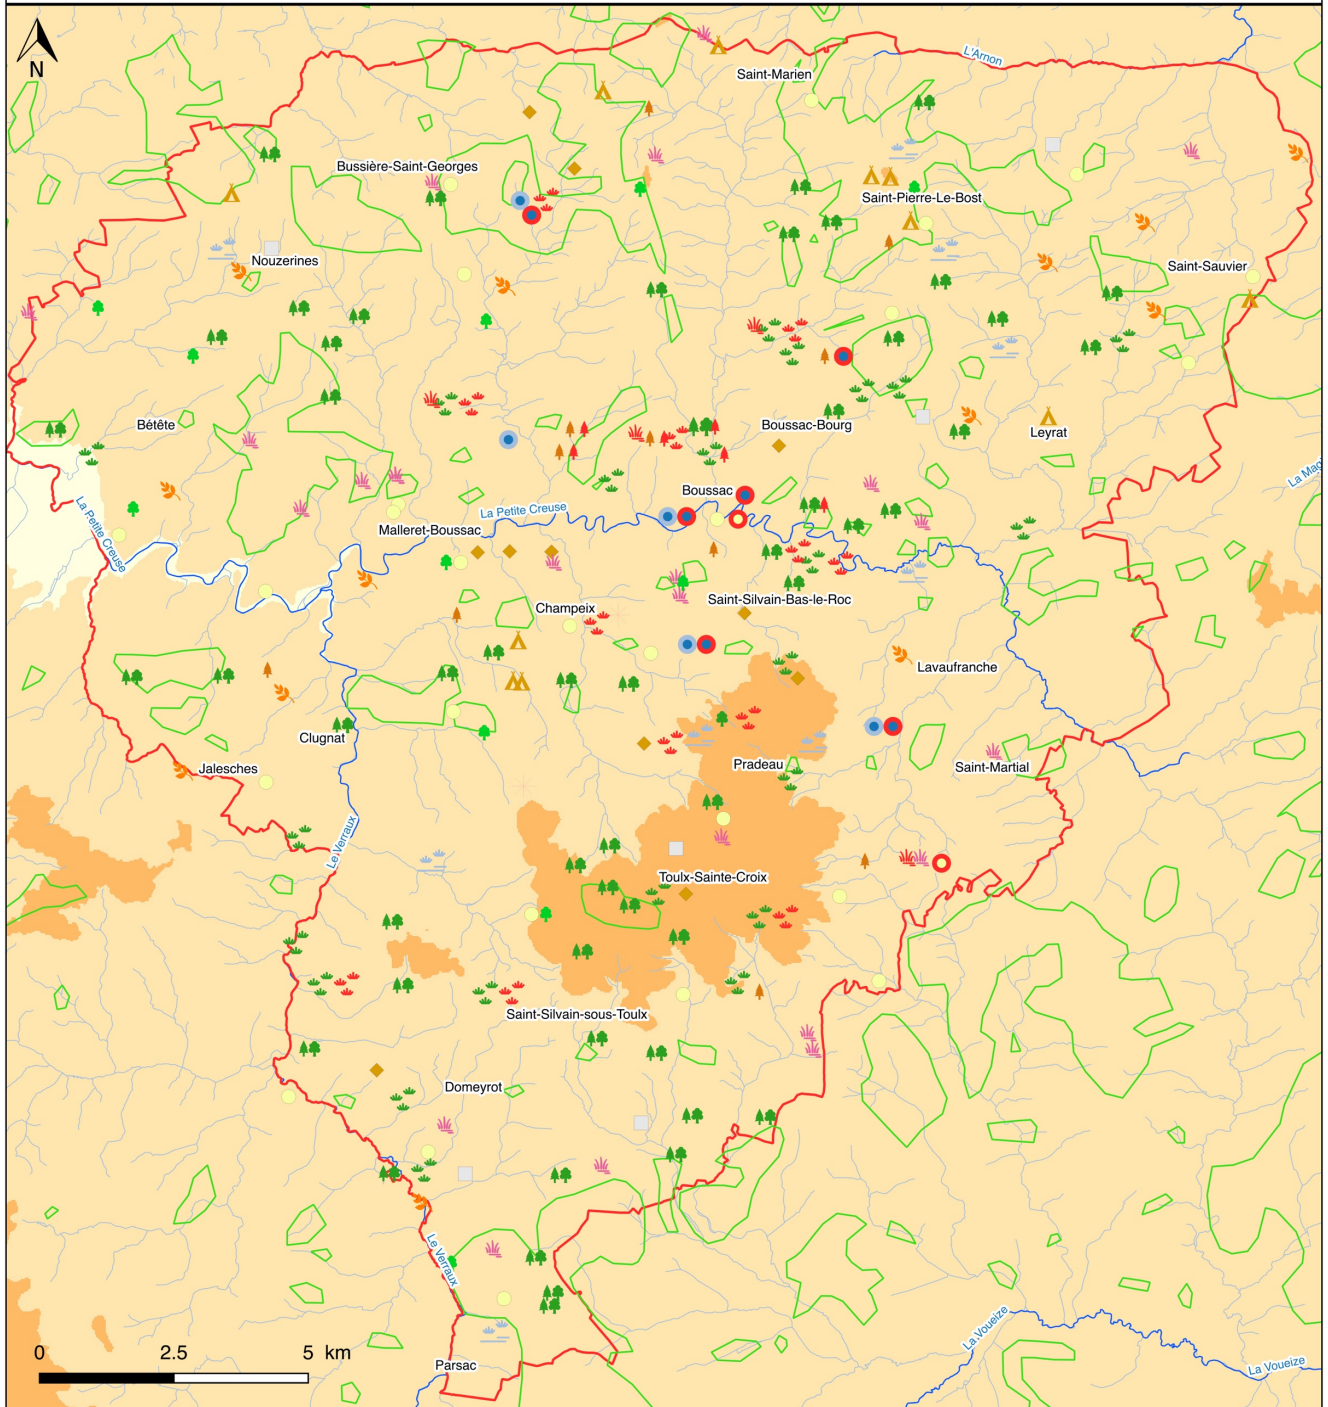 N
L'Arnon
Saint-Marien
Bussière-Saint-Georges
Saint-Pierre-Le-Bost
Nouzerines
Saint-Sauvier
Bétête
Boussac-Bourg
Leyrat
La Mag
Boussac
La Petite Creuse
La Petite Creuse
Malleret-Boussac
Champeix
Saint-Silvain-Bas-le-Roc
Lavaufranche
Clugnat
Jalesches
Pradeau
Saint-Martial
Le Verraux
Toulx-Sainte-Croix
Saint-Silvain-sous-Toulx
Domeyrot
Le Verraux
La Voueize
La Voueize
Parsac
0 2.5 5 km